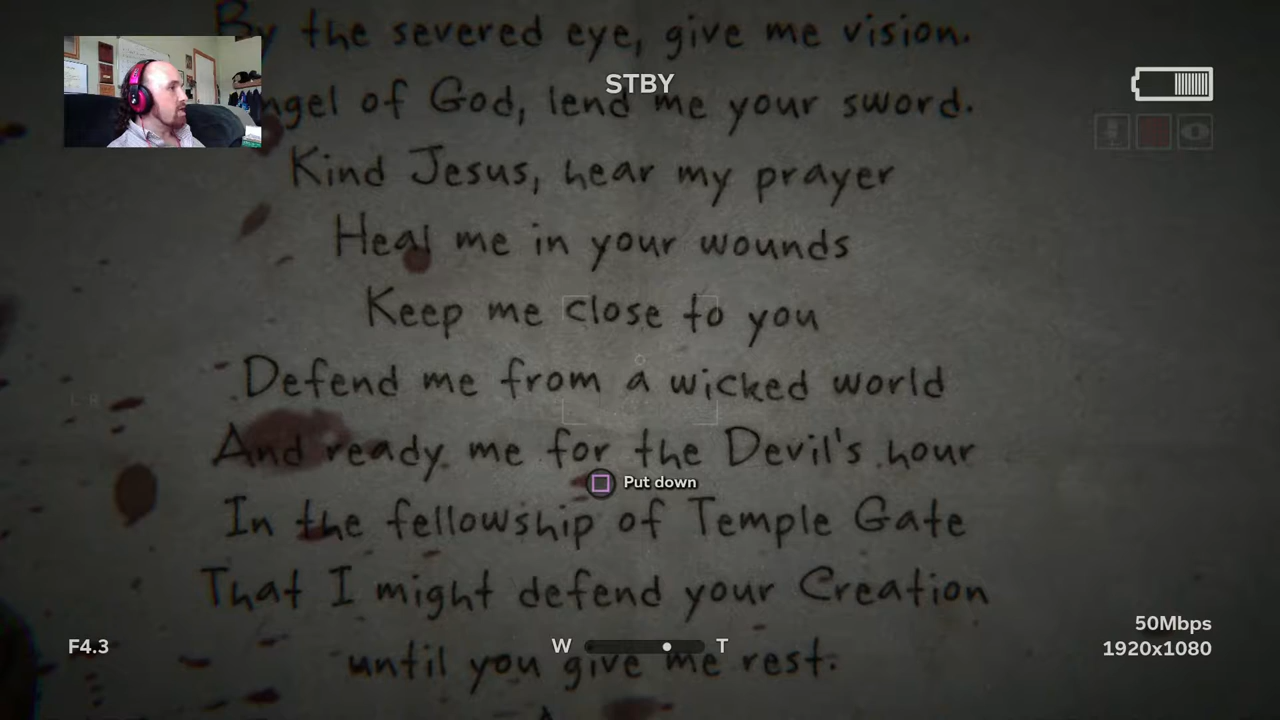 By the severed eye, give me vision.
STBY
ngel of God, lend me your sword.
Kind Jesus, hear my prayer
Heal me in your wounds
Keep me close to you
Defend me from a wicked world
And ready me for the Devil's hour
Put down
In the fellowship of Temple Gate
That I might defend your Creation
50Mbps
F4.3
W
T
1920x1080
until you give me rest.